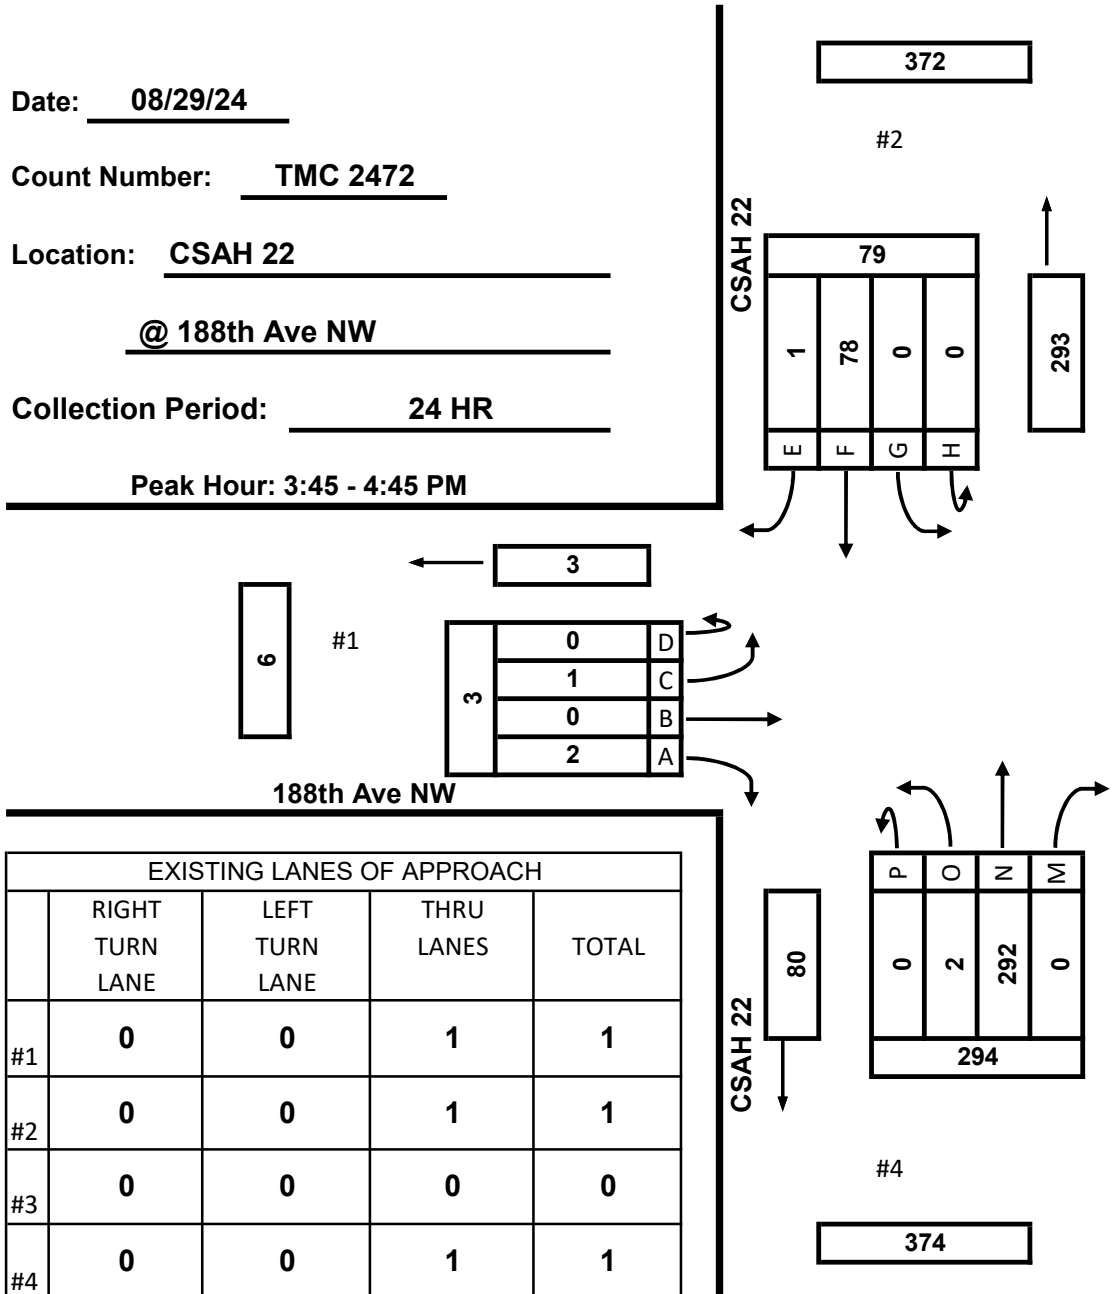 Date: 08/29/24
Count Number: TMC 2472
Location: CSAH 22
@ 188th Ave NW
Collection Period: 24 HR
Peak Hour: 3:45 - 4:45 PM
372
#2
CSAH 22
79
1 78 0 0
E F G H
293
3
6
#1
3
0 D
1 C
0 B
2 A
188th Ave NW
EXISTING LANES OF APPROACH
RIGHT TURN LANE LEFT TURN LANE THRU LANES TOTAL
#1 0 0 1 1
#2 0 0 1 1
#3 0 0 0 0
#4 0 0 1 1
CSAH 22
80
P O N M
0 2 292 0
294
#4
374